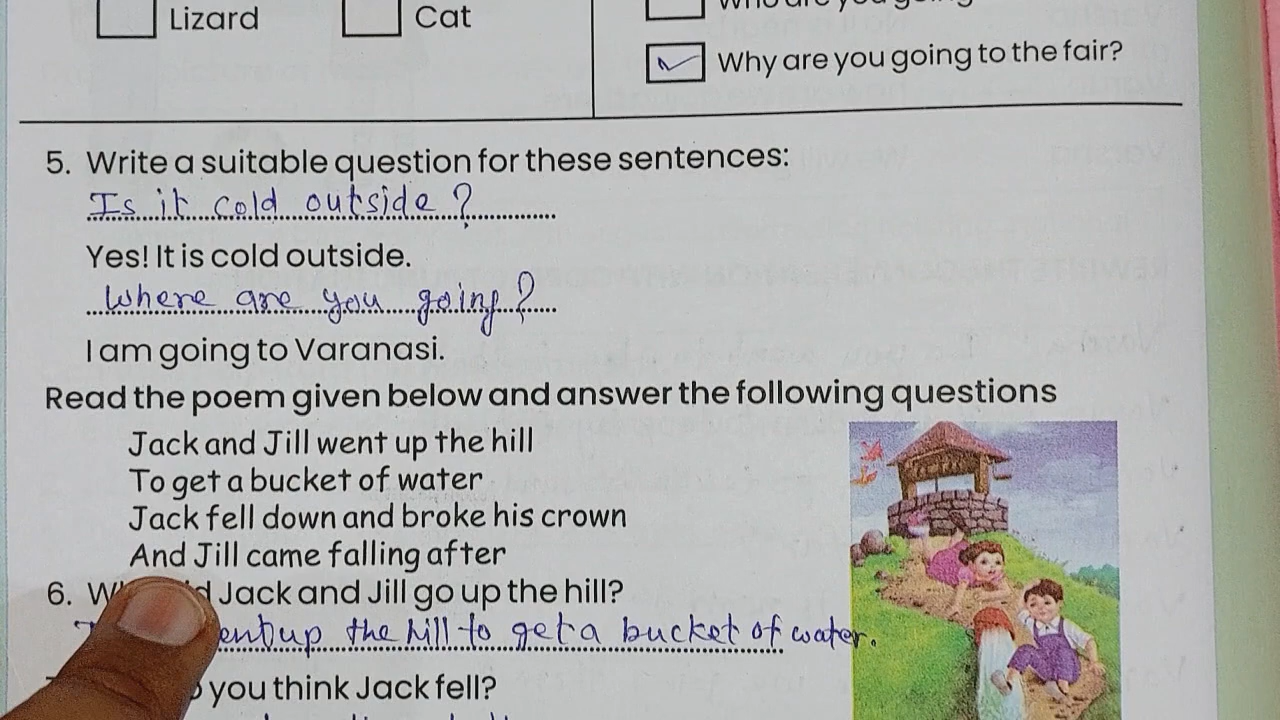 Lizard
Cat
Who are you going
Why are you going to the fair?
5. Write a suitable question for these sentences:
Is it cold outside?
Yes! It is cold outside.
Where are you going?
I am going to Varanasi.
Read the poem given below and answer the following questions
Jack and Jill went up the hill
To get a bucket of water
Jack fell down and broke his crown
And Jill came falling after
6. Jack and Jill go up the hill?
up the hill to get a bucket of water.
you think Jack fell?